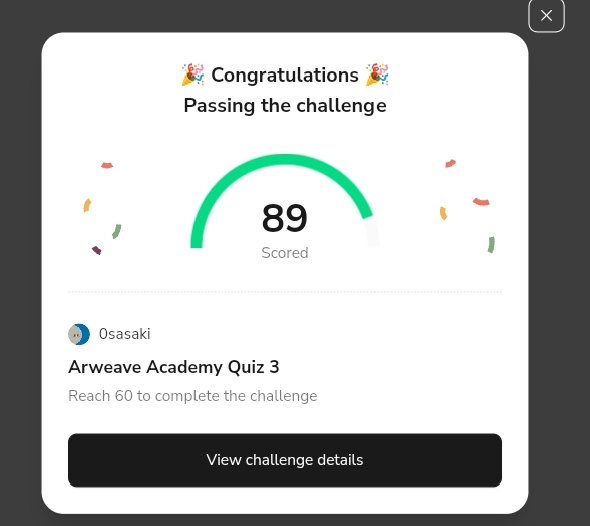 🎉 Congratulations 🎉
Passing the challenge
89
Scored
0sasaki
Arweave Academy Quiz 3
Reach 60 to complete the challenge
View challenge details